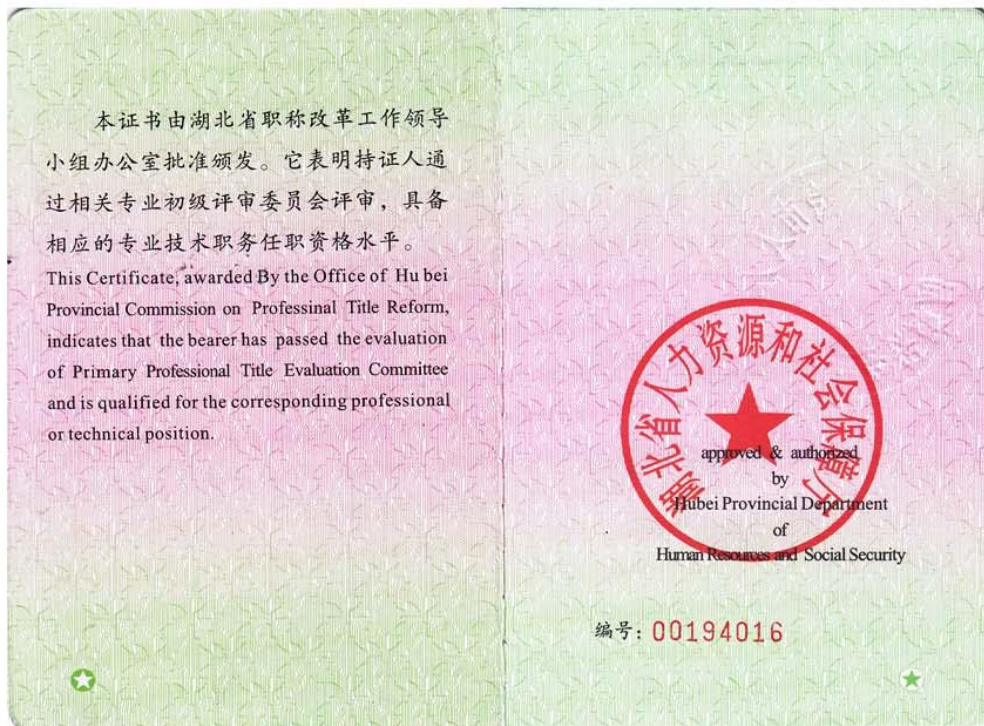 本证书由湖北省职称改革工作领导
小组办公室批准颁发。它表明持证人通
过相关专业初级评审委员会评审，具备
相应的专业技术职务任职资格水平。
This Certificate, awarded By the Office of Hu bei
Provincial Commission on Professinal Title Reform,
indicates that the bearer has passed the evaluation
of Primary Professional Title Evaluation Committee
and is qualified for the corresponding professional
or technical position.
湖北省人力资源和社会保障厅
approved & authorized
by
Hubei Provincial Department
of
Human Resources and Social Security
编号：00194016